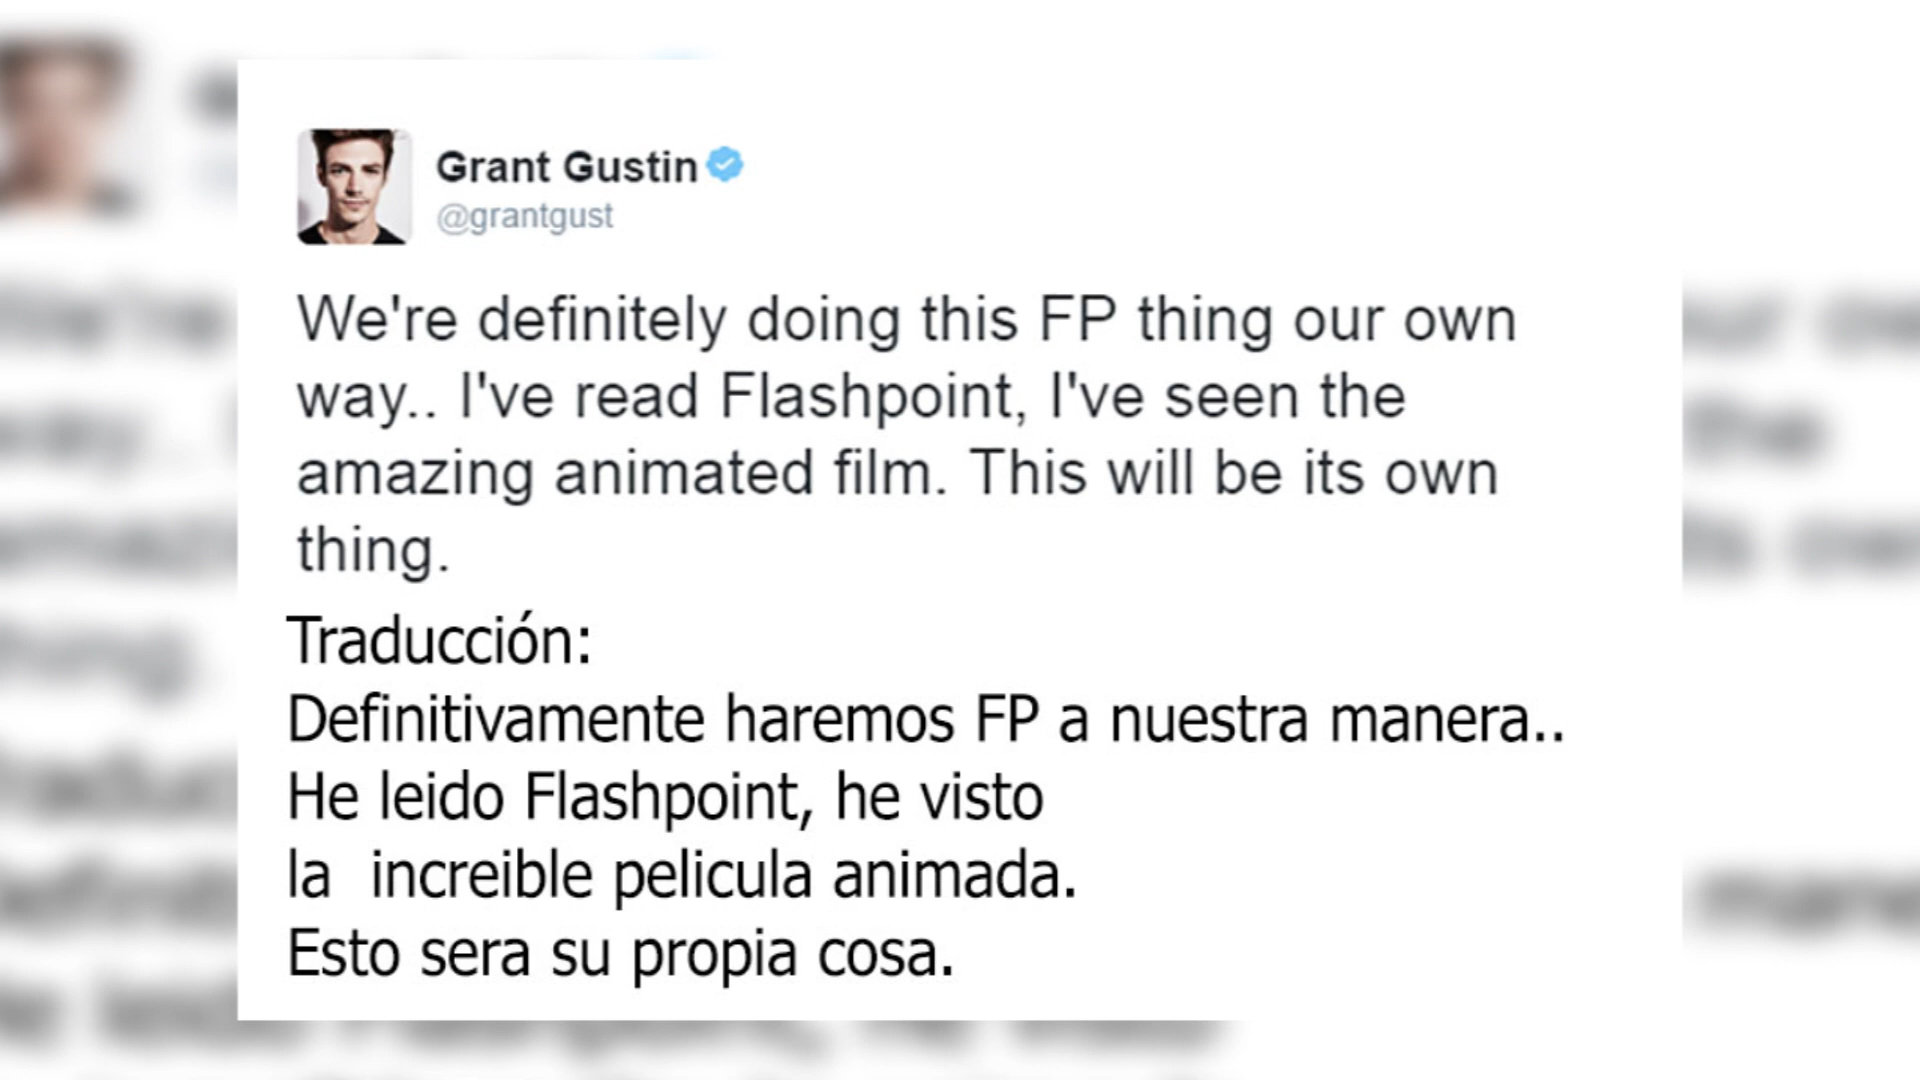 Grant Gustin
@grantgust
We're definitely doing this FP thing our own
way.. I've read Flashpoint, I've seen the
amazing animated film. This will be its own
thing.
Traducción:
Definitivamente haremos FP a nuestra manera..
He leido Flashpoint, he visto
la  increible pelicula animada.
Esto sera su propia cosa.